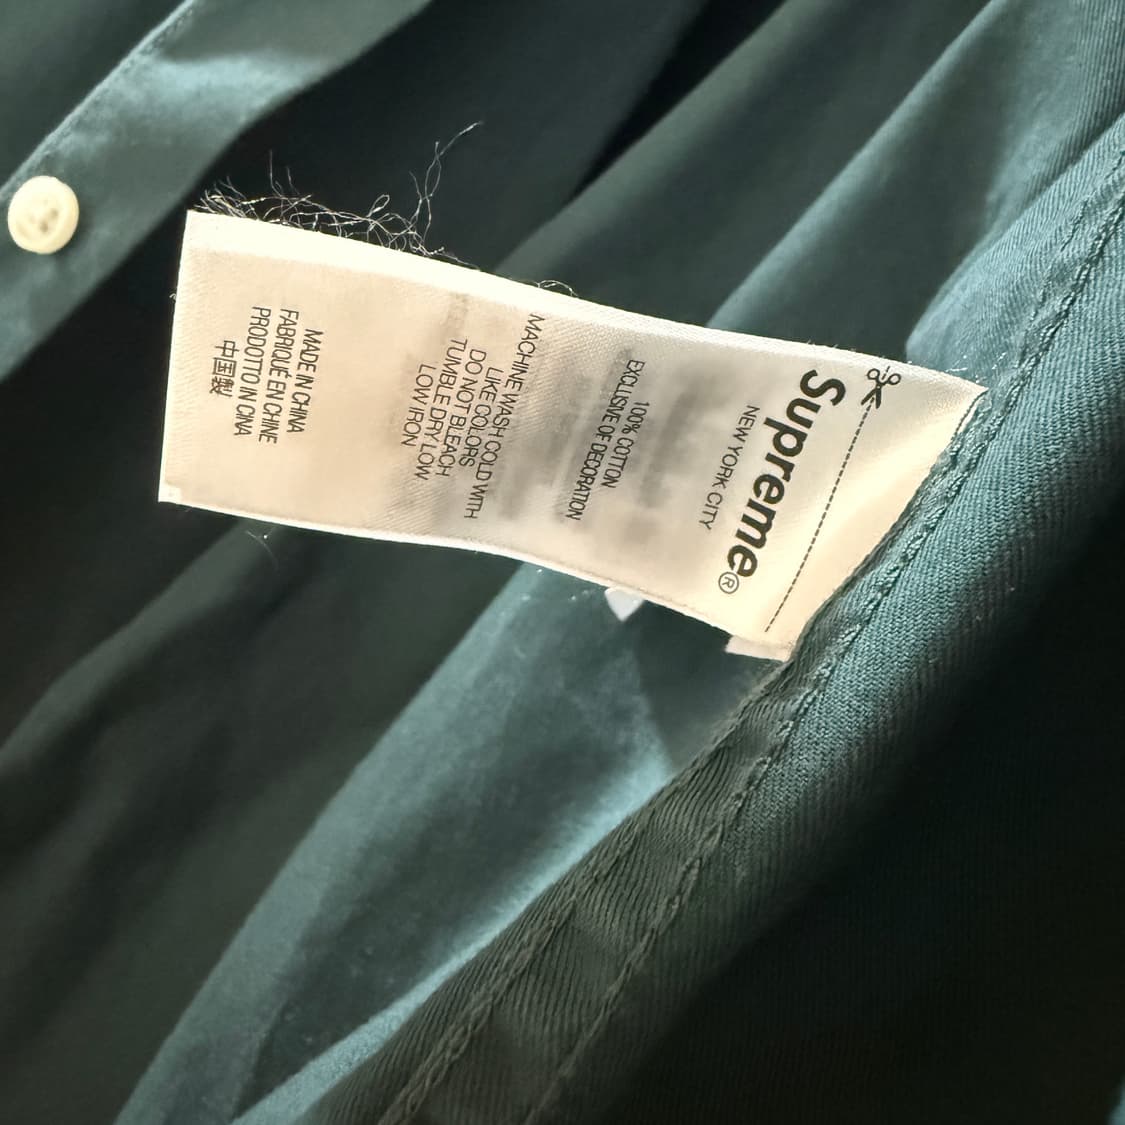 Supreme®
NEW YORK CITY
100% COTTON
EXCLUSIVE OF DECORATION
MACHINE WASH COLD WITH
LIKE COLORS
DO NOT BLEACH
TUMBLE DRY LOW
LOW IRON
MADE IN CHINA
FABRIQUÉ EN CHINE
PRODOTTO IN CINA
中国製